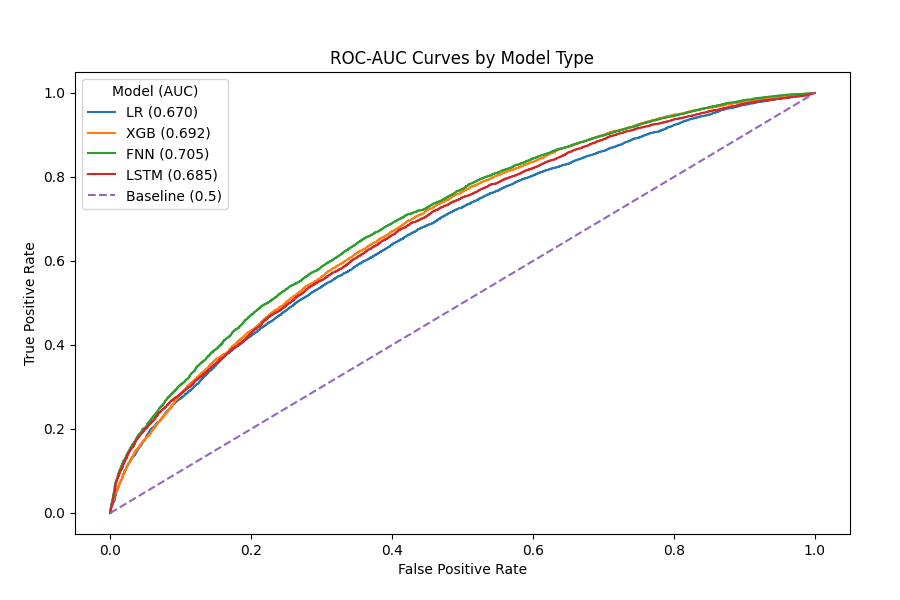 ROC-AUC Curves by Model Type
Model (AUC)
LR (0.670)
XGB (0.692)
FNN (0.705)
LSTM (0.685)
Baseline (0.5)
True Positive Rate
1.0
0.8
0.6
0.4
0.2
0.0
0.0 0.2 0.4 0.6 0.8 1.0
False Positive Rate